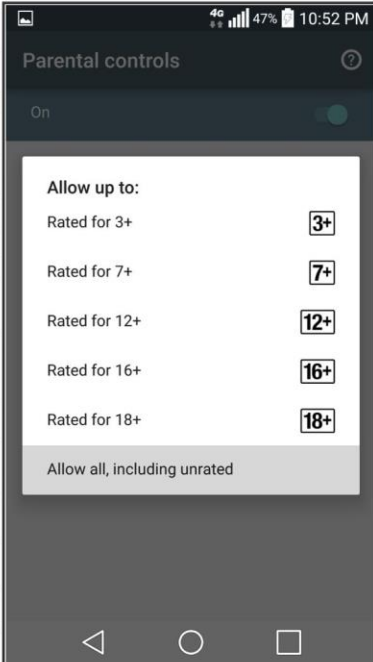 4G 47% 10:52 PM
Parental controls
On
Allow up to:
Rated for 3+ 3+
Rated for 7+ 7+
Rated for 12+ 12+
Rated for 16+ 16+
Rated for 18+ 18+
Allow all, including unrated